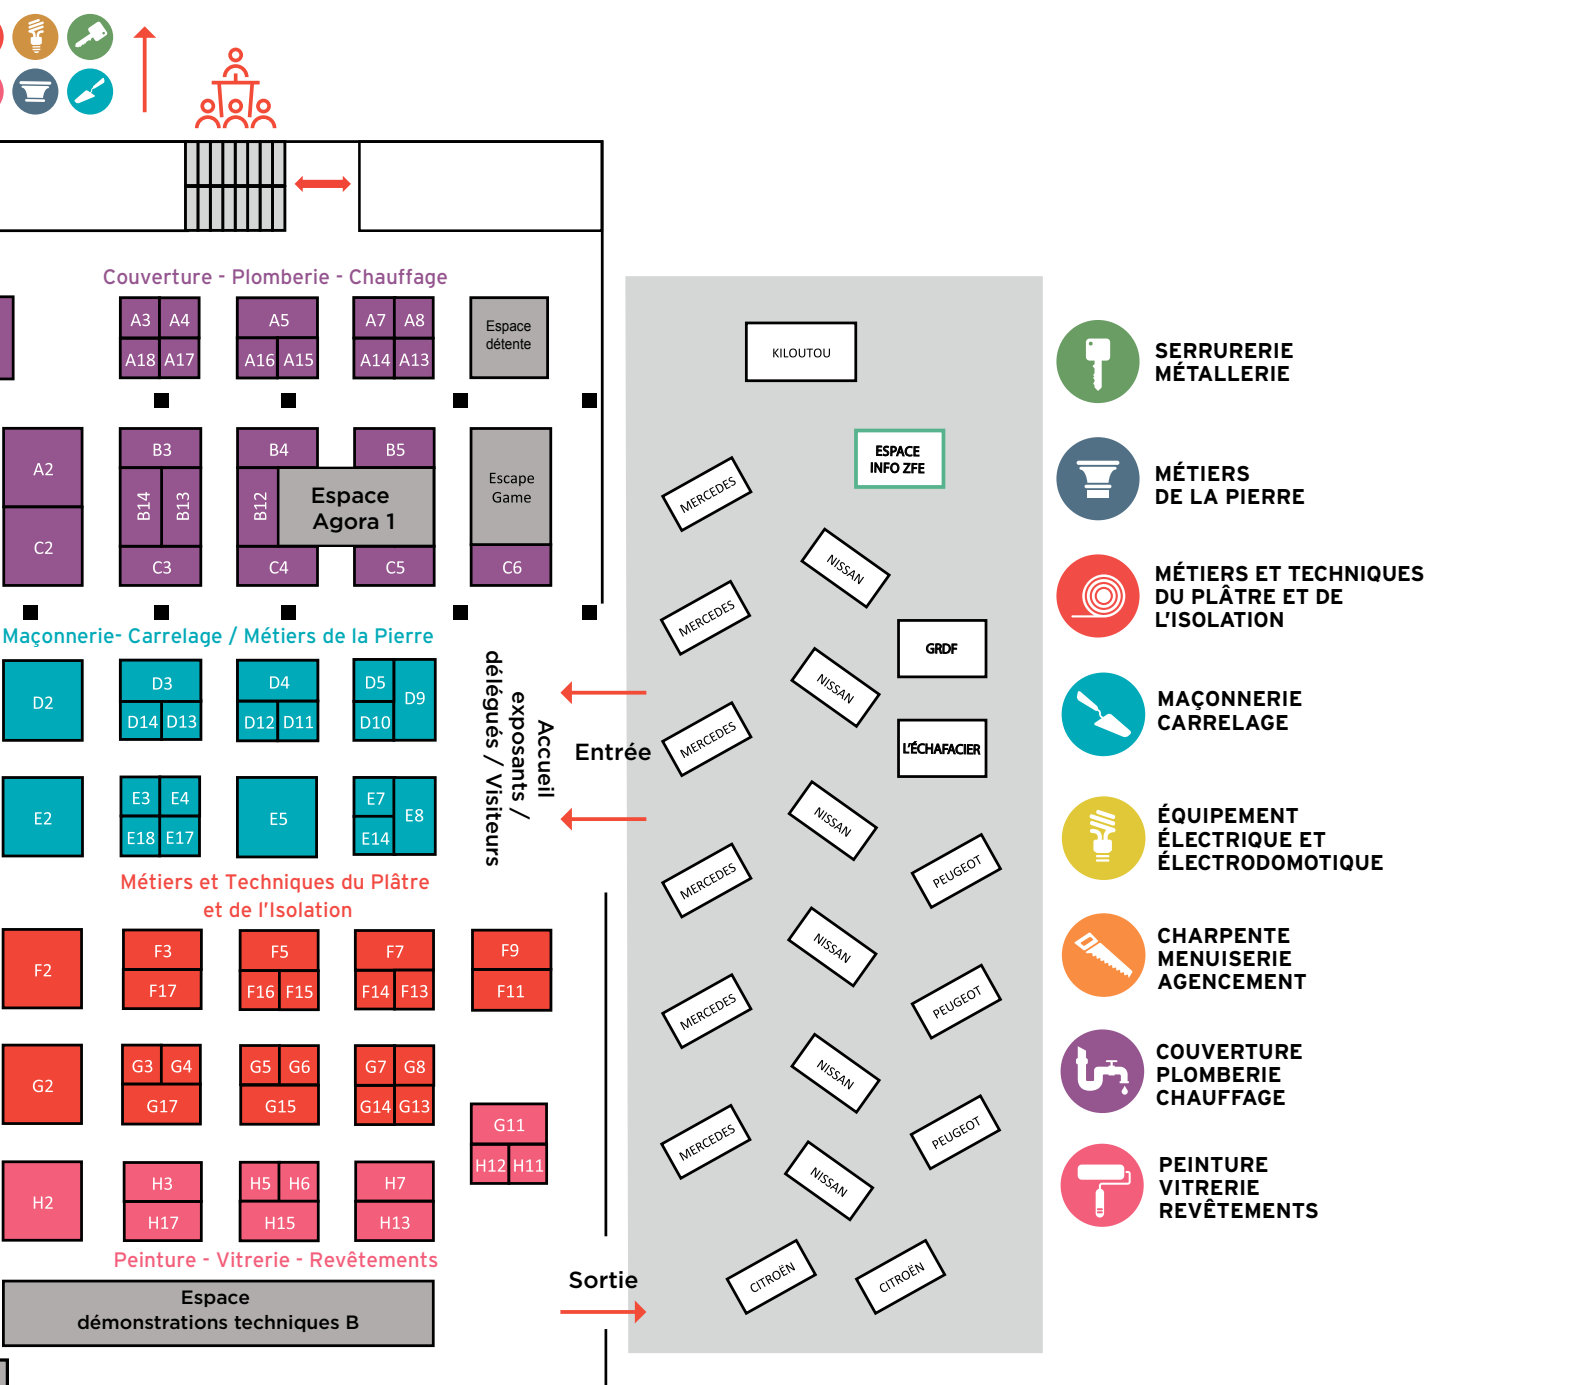 Couverture - Plomberie - Chauffage
A3 A4
A18 A17
A5
A16 A15
A7 A8
A14 A13
Espace
détente
A2
C2
B3
B14 B13
C3
B4
B12
C4
B5
C5
Espace
Agora 1
Escape
Game
C6
Maçonnerie- Carrelage / Métiers de la Pierre
D2
D3
D14 D13
D4
D12 D11
D5
D10
D9
E2
E3 E4
E18 E17
E5
E7
E14
E8
Accueil
exposants /
délégués / Visiteurs
Entrée
Métiers et Techniques du Plâtre
et de l'Isolation
F2
F3
F17
F5
F16 F15
F7
F14 F13
F9
F11
G2
G3 G4
G17
G5 G6
G15
G7 G8
G14 G13
G11
H12 H11
H2
H3
H17
H5 H6
H15
H7
H13
Peinture - Vitrerie - Revêtements
Espace
démonstrations techniques B
Sortie
KILOUTOU
ESPACE
INFO ZFE
MERCEDES
NISSAN
MERCEDES
GRDF
NISSAN
MERCEDES
L'ÉCHAFACIER
NISSAN
MERCEDES
PEUGEOT
NISSAN
MERCEDES
PEUGEOT
NISSAN
MERCEDES
PEUGEOT
NISSAN
CITROËN
CITROËN
SERRURERIE
MÉTALLERIE
MÉTIERS
DE LA PIERRE
MÉTIERS ET TECHNIQUES
DU PLÂTRE ET DE
L'ISOLATION
MAÇONNERIE
CARRELAGE
ÉQUIPEMENT
ÉLECTRIQUE ET
ÉLECTRODOMOTIQUE
CHARPENTE
MENUISERIE
AGENCEMENT
COUVERTURE
PLOMBERIE
CHAUFFAGE
PEINTURE
VITRERIE
REVÊTEMENTS